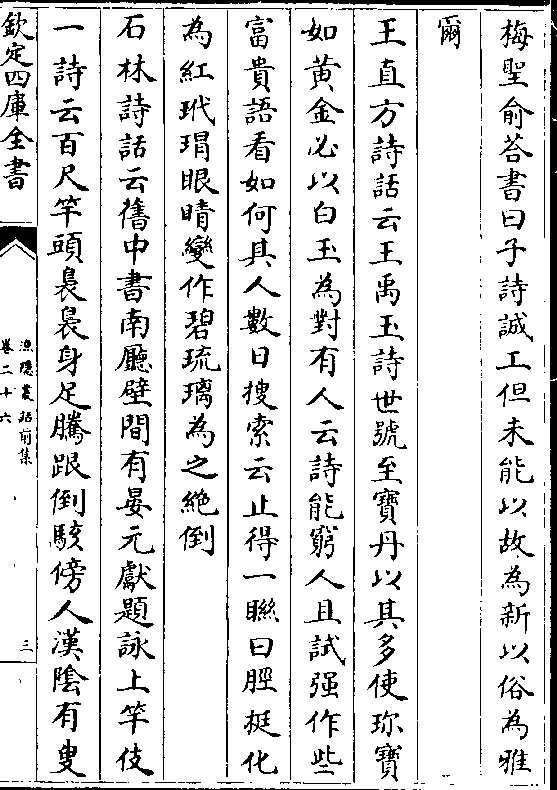 梅聖俞荅書曰子詩誠工但未能以故為新以俗為雅
爾
王直方詩話云王禹玉詩世號至寶丹以其多使珎寶
如黃金必以白玉為對有人云詩能窮人且試强作些
富貴語看如何其人數日搜索云止得一聯曰脛挺化
為紅玳瑁眼睛變作碧琉璃為之絶倒
石林詩話云舊中書南廳壁間有晏元獻題詠上竿伎
一詩云百尺竿頭裊裊身足騰跟倒駭傍人漢隂有叟
欽定四庫全書
漁隠叢話前集
卷二十六
三